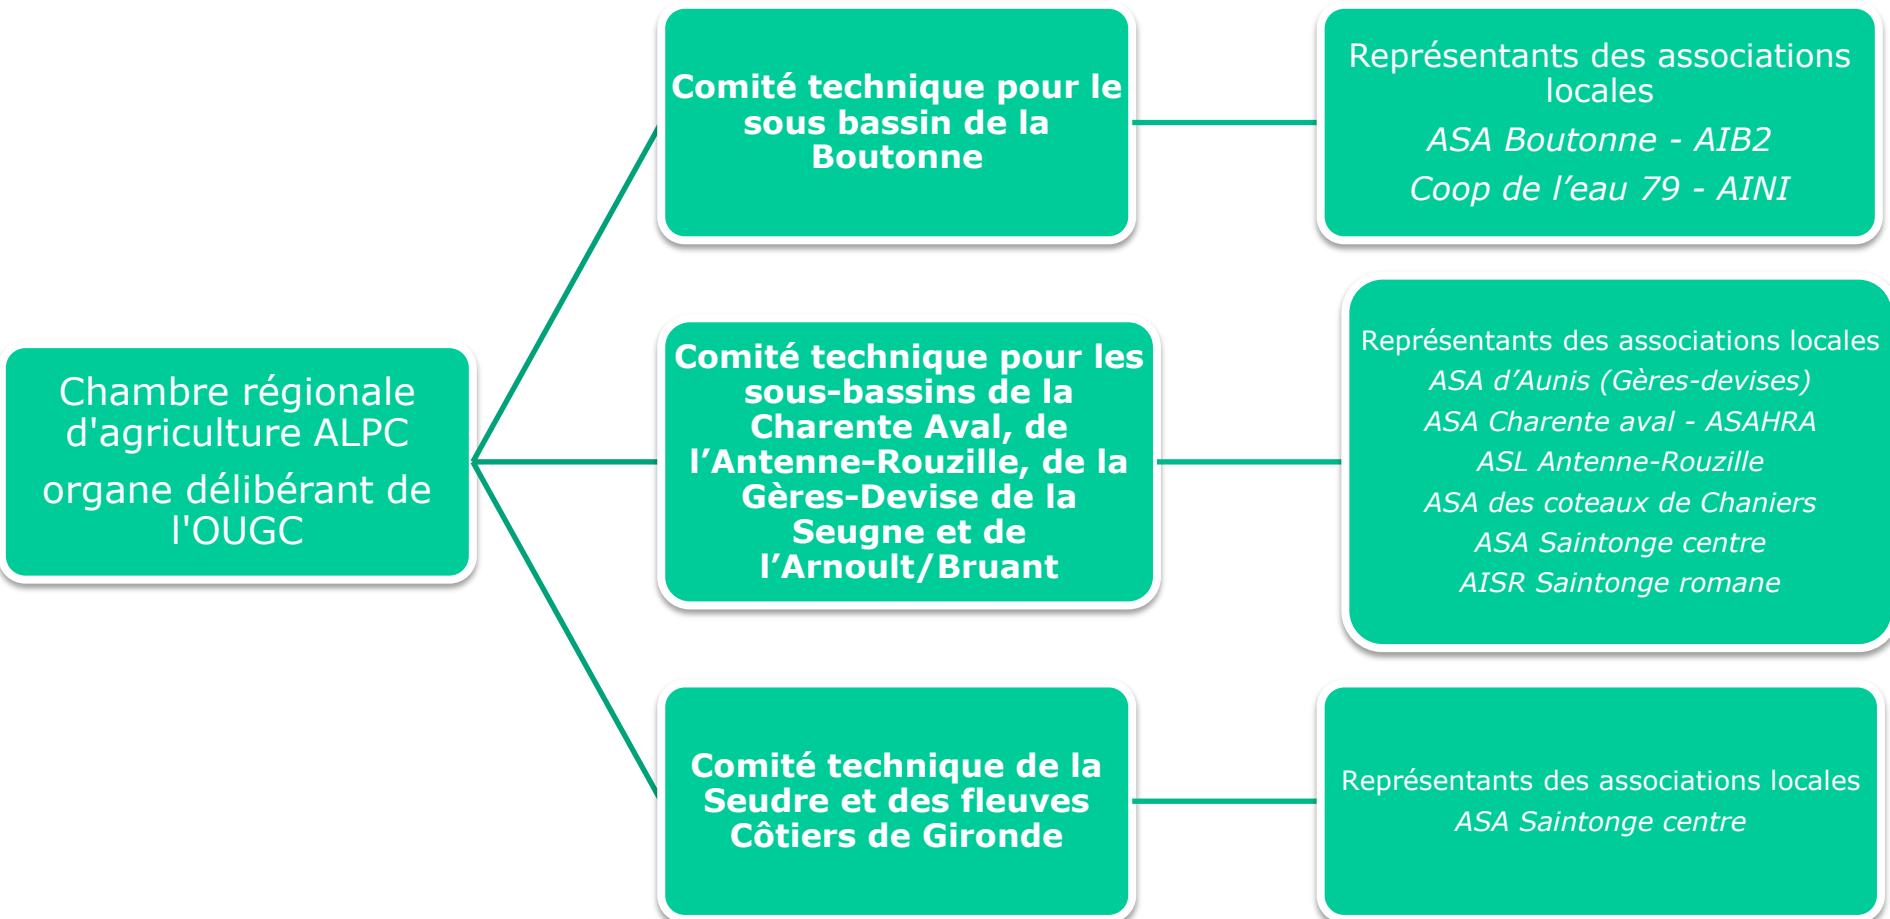 Chambre régionale
d'agriculture ALPC
organe délibérant de
l'OUGC
Comité technique pour le
sous bassin de la
Boutonne
Représentants des associations
locales
ASA Boutonne - AIB2
Coop de l’eau 79 - AINI
Comité technique pour les
sous-bassins de la
Charente Aval, de
l’Antenne-Rouzille, de la
Gères-Devise de la
Seugne et de
l’Arnoult/Bruant
Représentants des associations locales
ASA d’Aunis (Gères-devises)
ASA Charente aval - ASAHRA
ASL Antenne-Rouzille
ASA des coteaux de Chaniers
ASA Saintonge centre
AISR Saintonge romane
Comité technique de la
Seudre et des fleuves
Côtiers de Gironde
Représentants des associations locales
ASA Saintonge centre